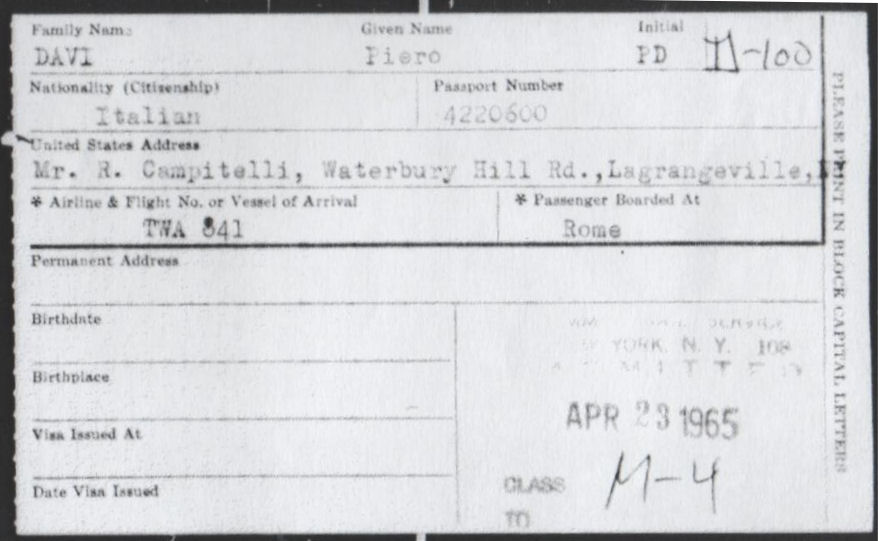 Family Name Given Name Initial
DAVI Piero PD II-100
Nationality (Citizenship) Passport Number
Italian 4220600
United States Address
Mr. R. Campitelli, Waterbury Hill Rd.,Lagrangeville,
* Airline & Flight No. or Vessel of Arrival * Passenger Boarded At
TWA 841 Rome
Permanent Address
Birthdate
YORK, N. Y. 108
Birthplace
ADMITTED
APR 23 1965
Visa Issued At
CLASS M-4
Date Visa Issued
TO
PLEASE PRINT IN BLOCK CAPITAL LETTERS